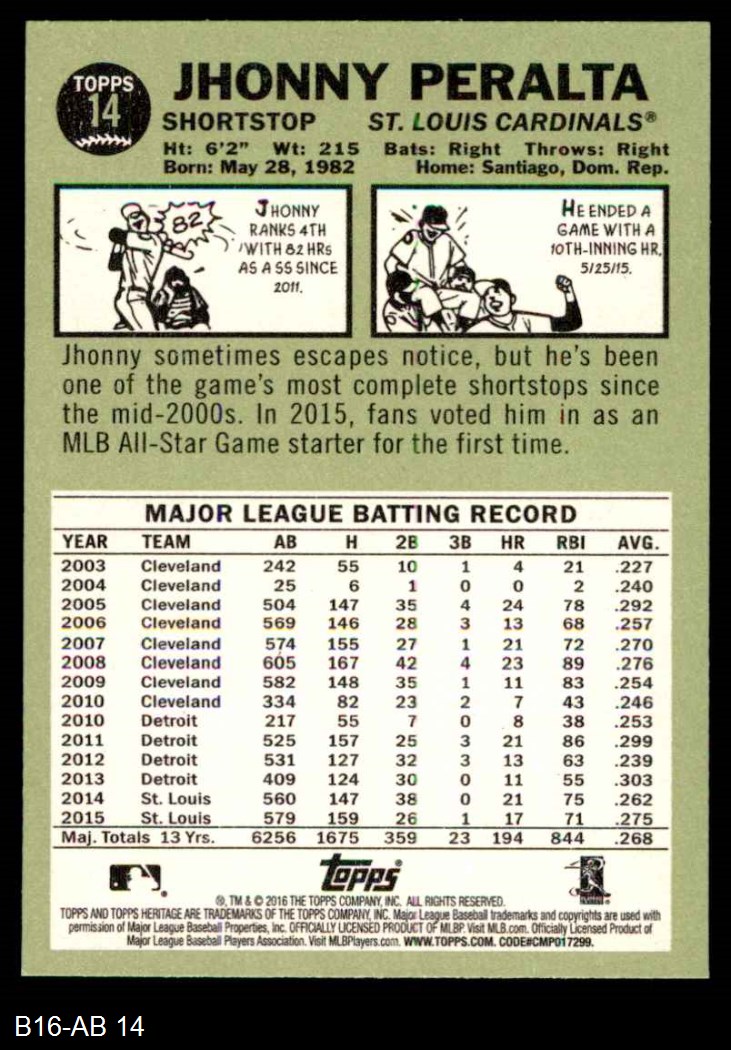 TOPPS
14
JHONNY PERALTA
SHORTSTOP ST. LOUIS CARDINALS®
Ht: 6'2" Wt: 215 Bats: Right Throws: Right
Born: May 28, 1982 Home: Santiago, Dom. Rep.
82
JHONNY
RANKS 4TH
WITH 82 HRs
AS A SS SINCE
2011.
HE ENDED A
GAME WITH A
10TH-INNING HR,
5/25/15.
Jhonny sometimes escapes notice, but he's been
one of the game's most complete shortstops since
the mid-2000s. In 2015, fans voted him in as an
MLB All-Star Game starter for the first time.
MAJOR LEAGUE BATTING RECORD
YEAR TEAM AB H 2B 3B HR RBI AVG.
2003 Cleveland 242 55 10 1 4 21 .227
2004 Cleveland 25 6 1 0 0 2 .240
2005 Cleveland 504 147 35 4 24 78 .292
2006 Cleveland 569 146 28 3 13 68 .257
2007 Cleveland 574 155 27 1 21 72 .270
2008 Cleveland 605 167 42 4 23 89 .276
2009 Cleveland 582 148 35 1 11 83 .254
2010 Cleveland 334 82 23 2 7 43 .246
2010 Detroit 217 55 7 0 8 38 .253
2011 Detroit 525 157 25 3 21 86 .299
2012 Detroit 531 127 32 3 13 63 .239
2013 Detroit 409 124 30 0 11 55 .303
2014 St. Louis 560 147 38 0 21 75 .262
2015 St. Louis 579 159 26 1 17 71 .275
Maj. Totals 13 Yrs. 6256 1675 359 23 194 844 .268
topps®
®, TM & © 2016 THE TOPPS COMPANY, INC. ALL RIGHTS RESERVED.
TOPPS AND TOPPS HERITAGE ARE TRADEMARKS OF THE TOPPS COMPANY, INC. Major League Baseball trademarks and copyrights are used with
permission of Major League Baseball Properties, Inc. OFFICIALLY LICENSED PRODUCT OF MLBP. Visit MLB.com. Officially Licensed Product of
Major League Baseball Players Association. Visit MLBPlayers.com. WWW.TOPPS.COM. CODE#CMP017299.
B16-AB 14